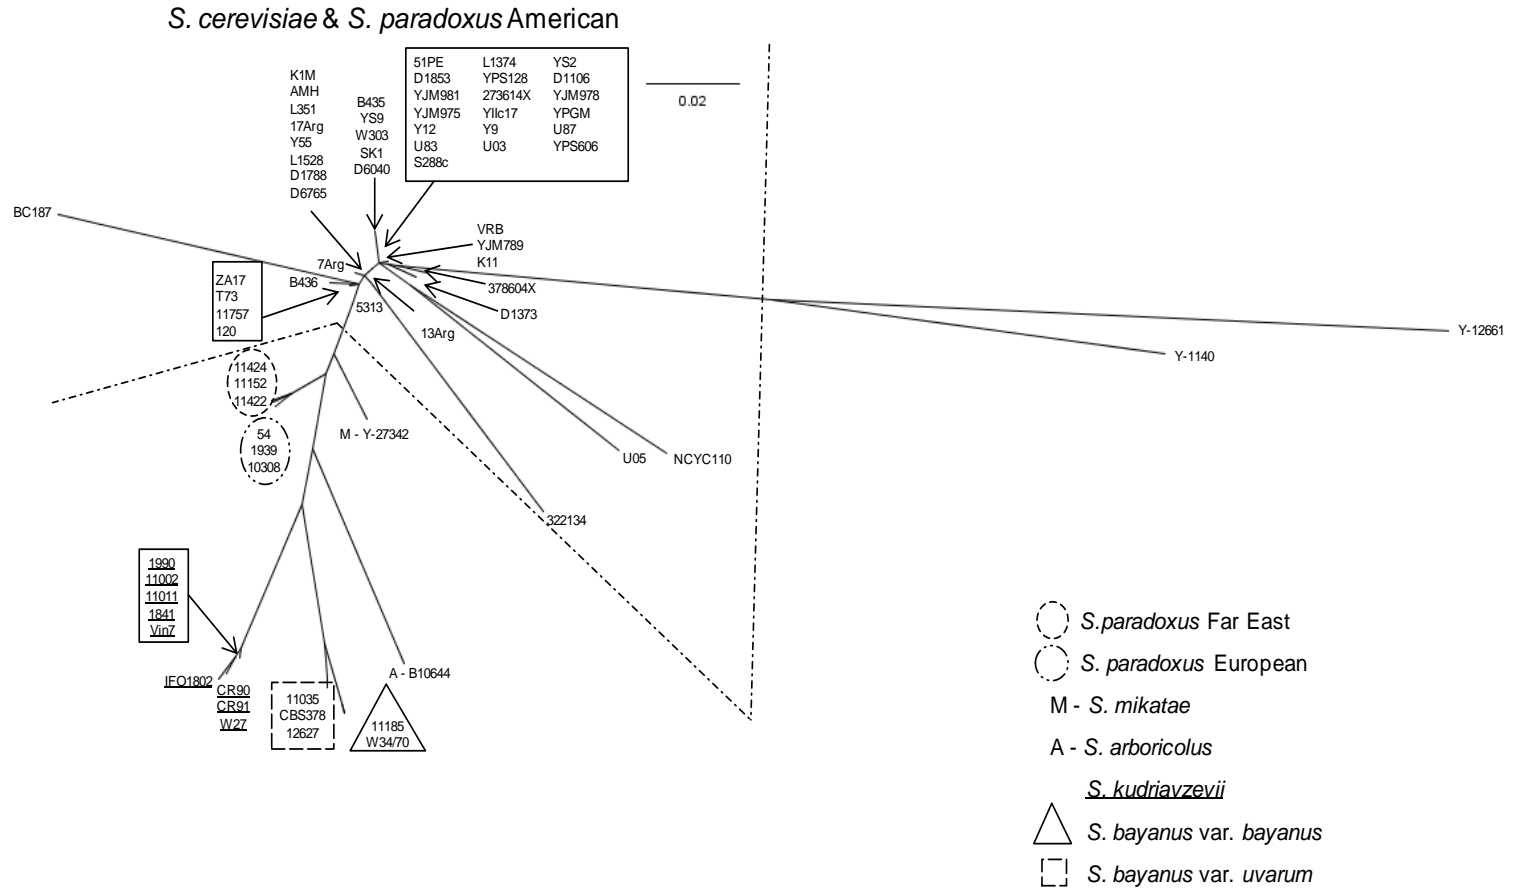 S. cerevisiae & S. paradoxus American
K1M
AMH
L351
17Arg
Y55
L1528
D1788
D6765
B435
YS9
W303
SK1
D6040
51PE L1374 YS2
D1853 YPS128 D1106
YJM981 273614X YJM978
YJM975 YIIc17 YPGM
Y12 Y9 U87
U83 U03 YPS606
S288c
0.02
BC187
VRB
YJM789
K11
7Arg
B436
378604X
ZA17
T73
11757
120
5313
D1373
13Arg
Y-12661
Y-1140
11424
11152
11422
54
1939
10308
M - Y-27342
U05
NCYC110
322134
1990
11002
11011
1841
Vin7
IFO1802
CR90
CR91
W27
11035
CBS378
12627
A - B10644
11185
W34/70
S.paradoxus Far East
S. paradoxus European
M - S. mikatae
A - S. arboricolus
S. kudriavzevii
S. bayanus var. bayanus
S. bayanus var. uvarum